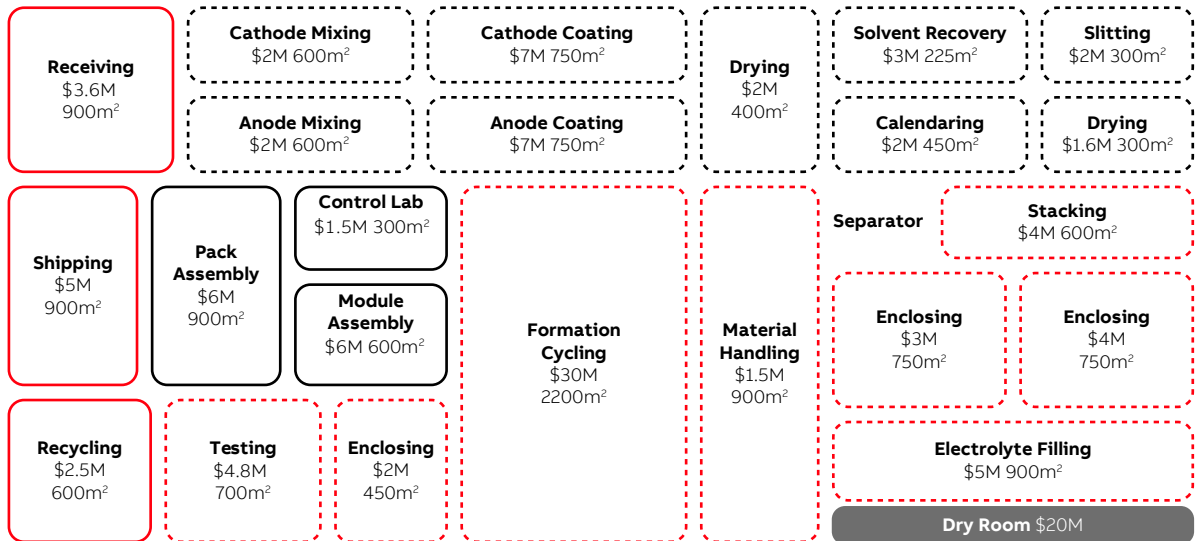 Receiving
$3.6M
900m²
Cathode Mixing
$2M 600m²
Cathode Coating
$7M 750m²
Drying
$2M
400m²
Solvent Recovery
$3M 225m²
Slitting
$2M 300m²
Anode Mixing
$2M 600m²
Anode Coating
$7M 750m²
Calendaring
$2M 450m²
Drying
$1.6M 300m²
Shipping
$5M
900m²
Pack
Assembly
$6M
900m²
Control Lab
$1.5M 300m²
Module
Assembly
$6M 600m²
Formation
Cycling
$30M
2200m²
Material
Handling
$1.5M
900m²
Separator
Stacking
$4M 600m²
Enclosing
$3M
750m²
Enclosing
$4M
750m²
Recycling
$2.5M
600m²
Testing
$4.8M
700m²
Enclosing
$2M
450m²
Electrolyte Filling
$5M 900m²
Dry Room $20M